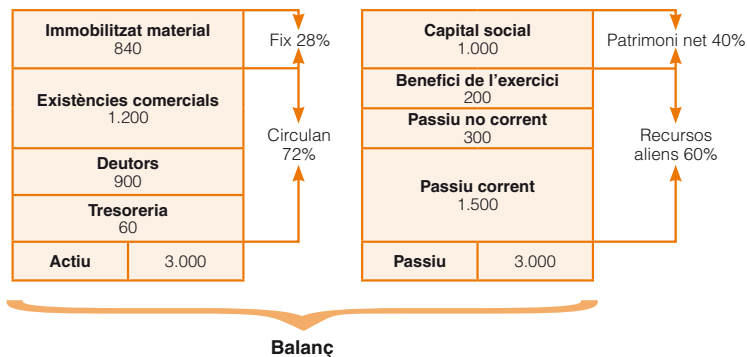 Immobilitzat material
840
Fix 28%
Existències comercials
1.200
Circulan
72%
Deutors
900
Tresoreria
60
Actiu 3.000
Capital social
1.000
Patrimoni net 40%
Benefici de l'exercici
200
Passiu no corrent
300
Recursos
aliens 60%
Passiu corrent
1.500
Passiu 3.000
Balanç